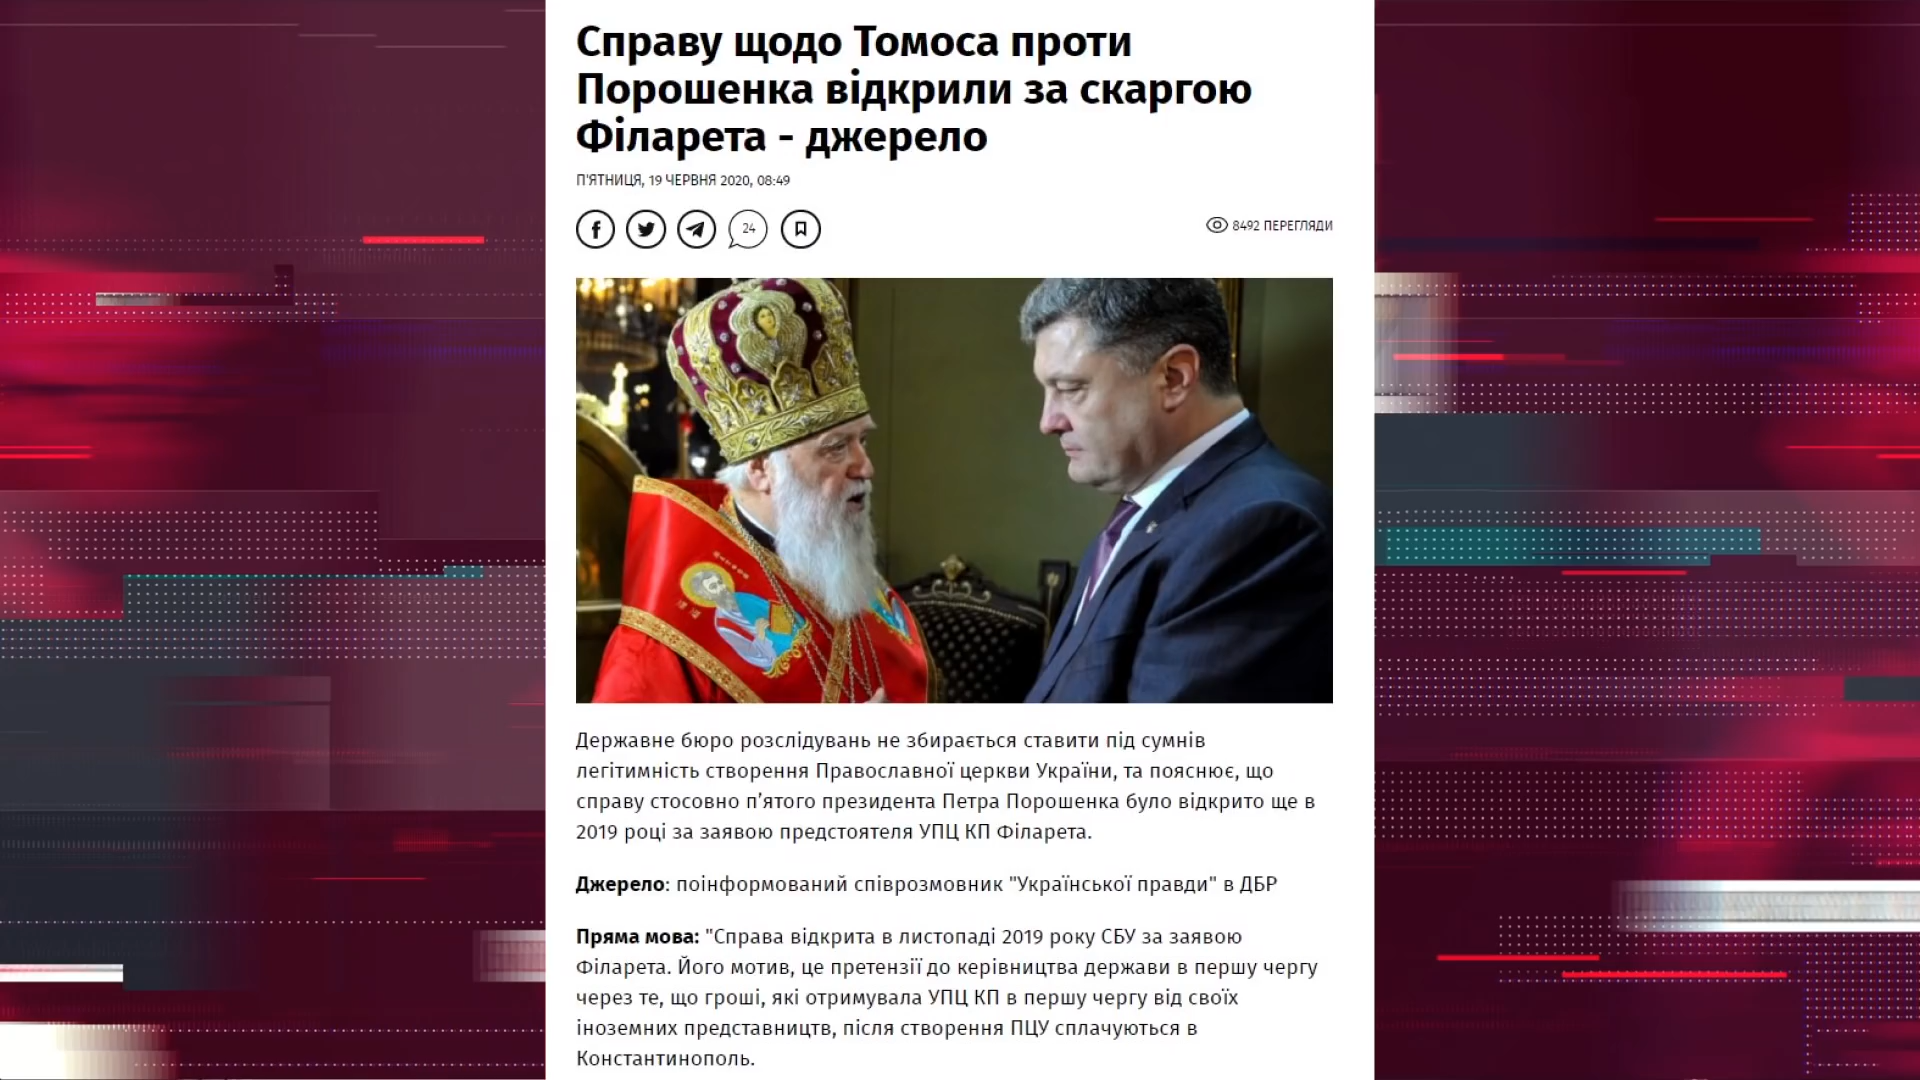 Справу щодо Томоса проти
Порошенка відкрили за скаргою
Філарета - джерело
П'ЯТНИЦЯ, 19 ЧЕРВНЯ 2020, 08:49
24
8492 ПЕРЕГЛЯДИ
Державне бюро розслідувань не збирається ставити під сумнів
легітимність створення Православної церкви України, та пояснює, що
справу стосовно п’ятого президента Петра Порошенка було відкрито ще в
2019 році за заявою предстоятеля УПЦ КП Філарета.
Джерело: поінформований співрозмовник "Української правди" в ДБР
Пряма мова: "Справа відкрита в листопаді 2019 року СБУ за заявою
Філарета. Його мотив, це претензії до керівництва держави в першу чергу
через те, що гроші, які отримувала УПЦ КП в першу чергу від своїх
іноземних представництв, після створення ПЦУ сплачуються в
Константинополь.